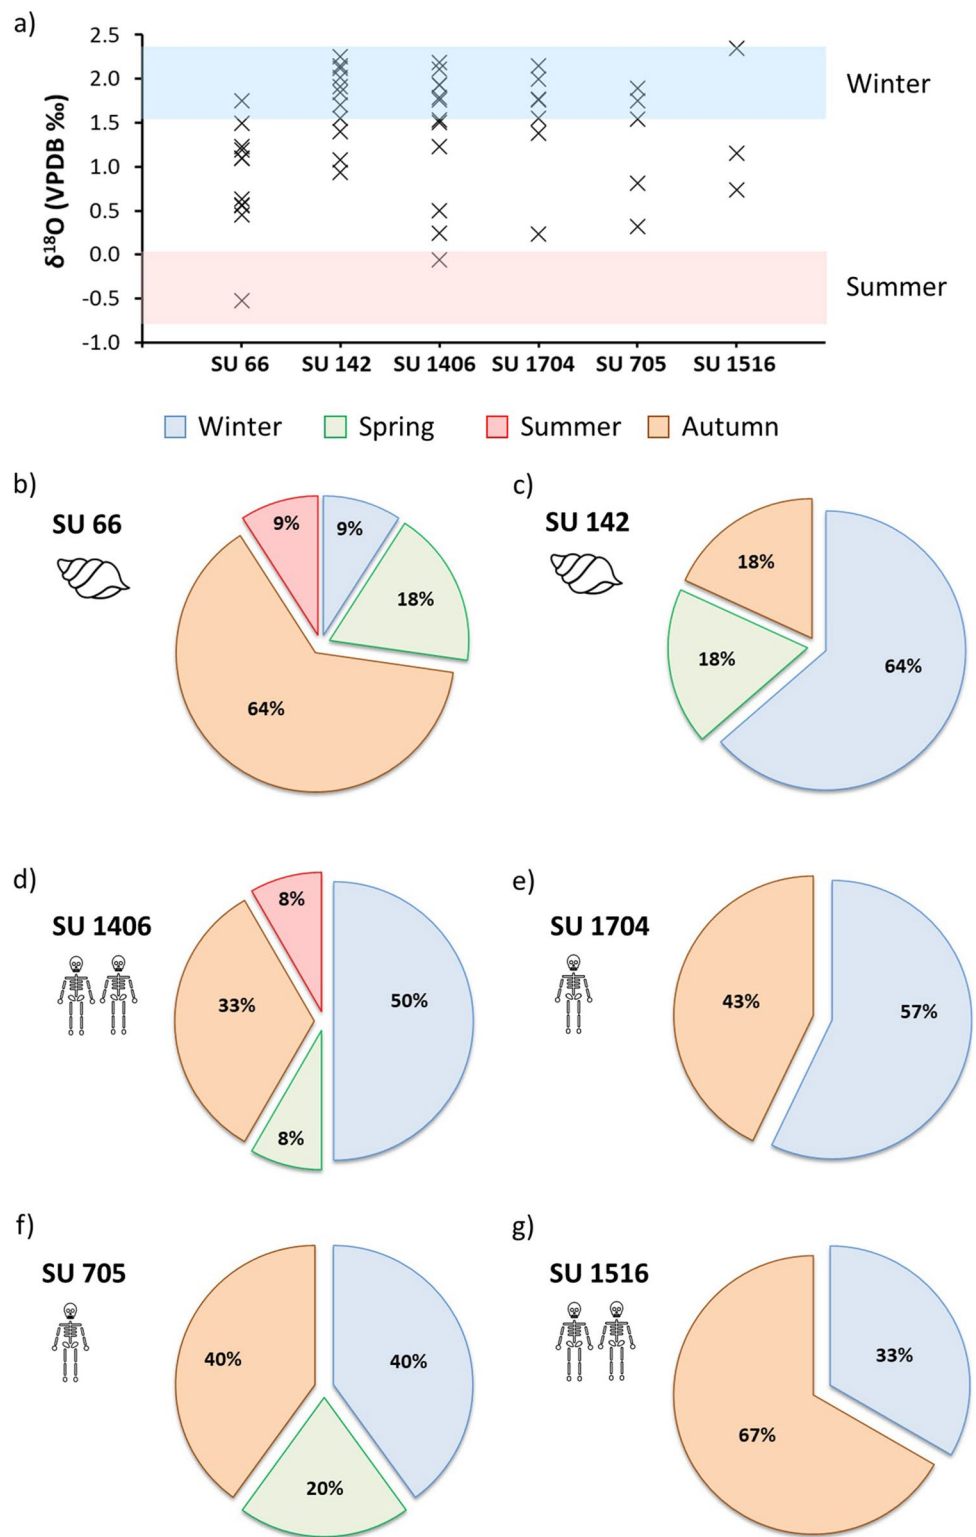 a)
δ¹⁸O (VPDB ‰)
2.5
2.0
1.5
1.0
0.5
0.0
-0.5
-1.0
Winter
Summer
SU 66 SU 142 SU 1406 SU 1704 SU 705 SU 1516
Winter Spring Summer Autumn
b)
SU 66
9%
9%
18%
64%
c)
SU 142
18%
18%
64%
d)
SU 1406
8%
33%
50%
8%
e)
SU 1704
43%
57%
f)
SU 705
40%
40%
20%
g)
SU 1516
33%
67%